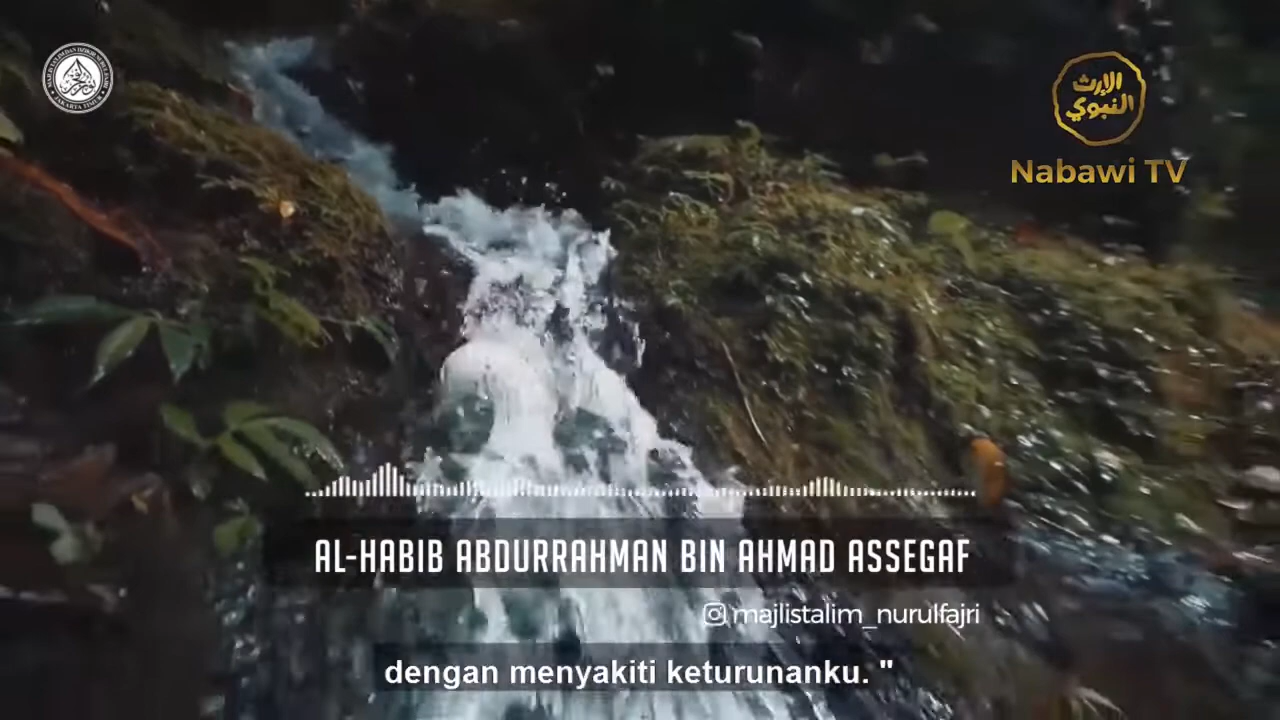 الإرث
النبوي
Nabawi TV
AL-HABIB ABDURRAHMAN BIN AHMAD ASSEGAF
majlistalim_nurulfajri
dengan menyakiti keturunanku. "